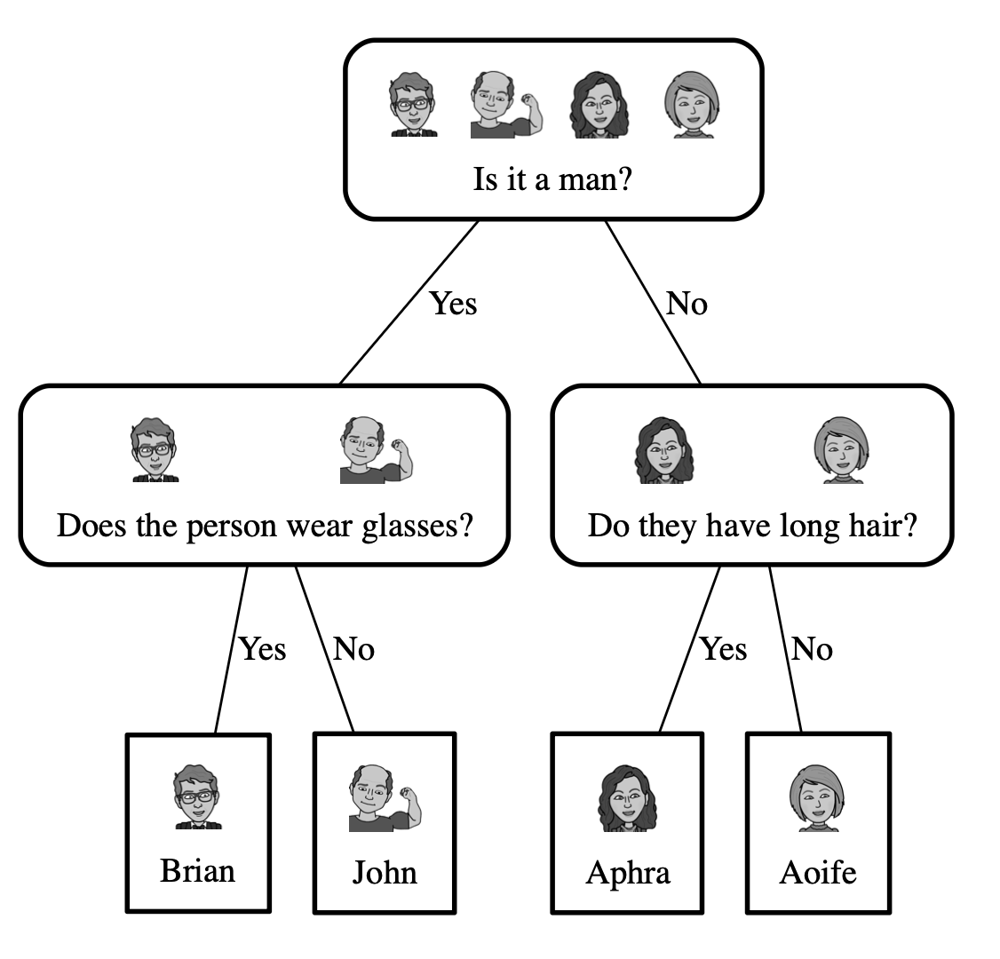 Is it a man?
Yes
No
Does the person wear glasses?
Do they have long hair?
Yes
No
Yes
No
Brian
John
Aphra
Aoife